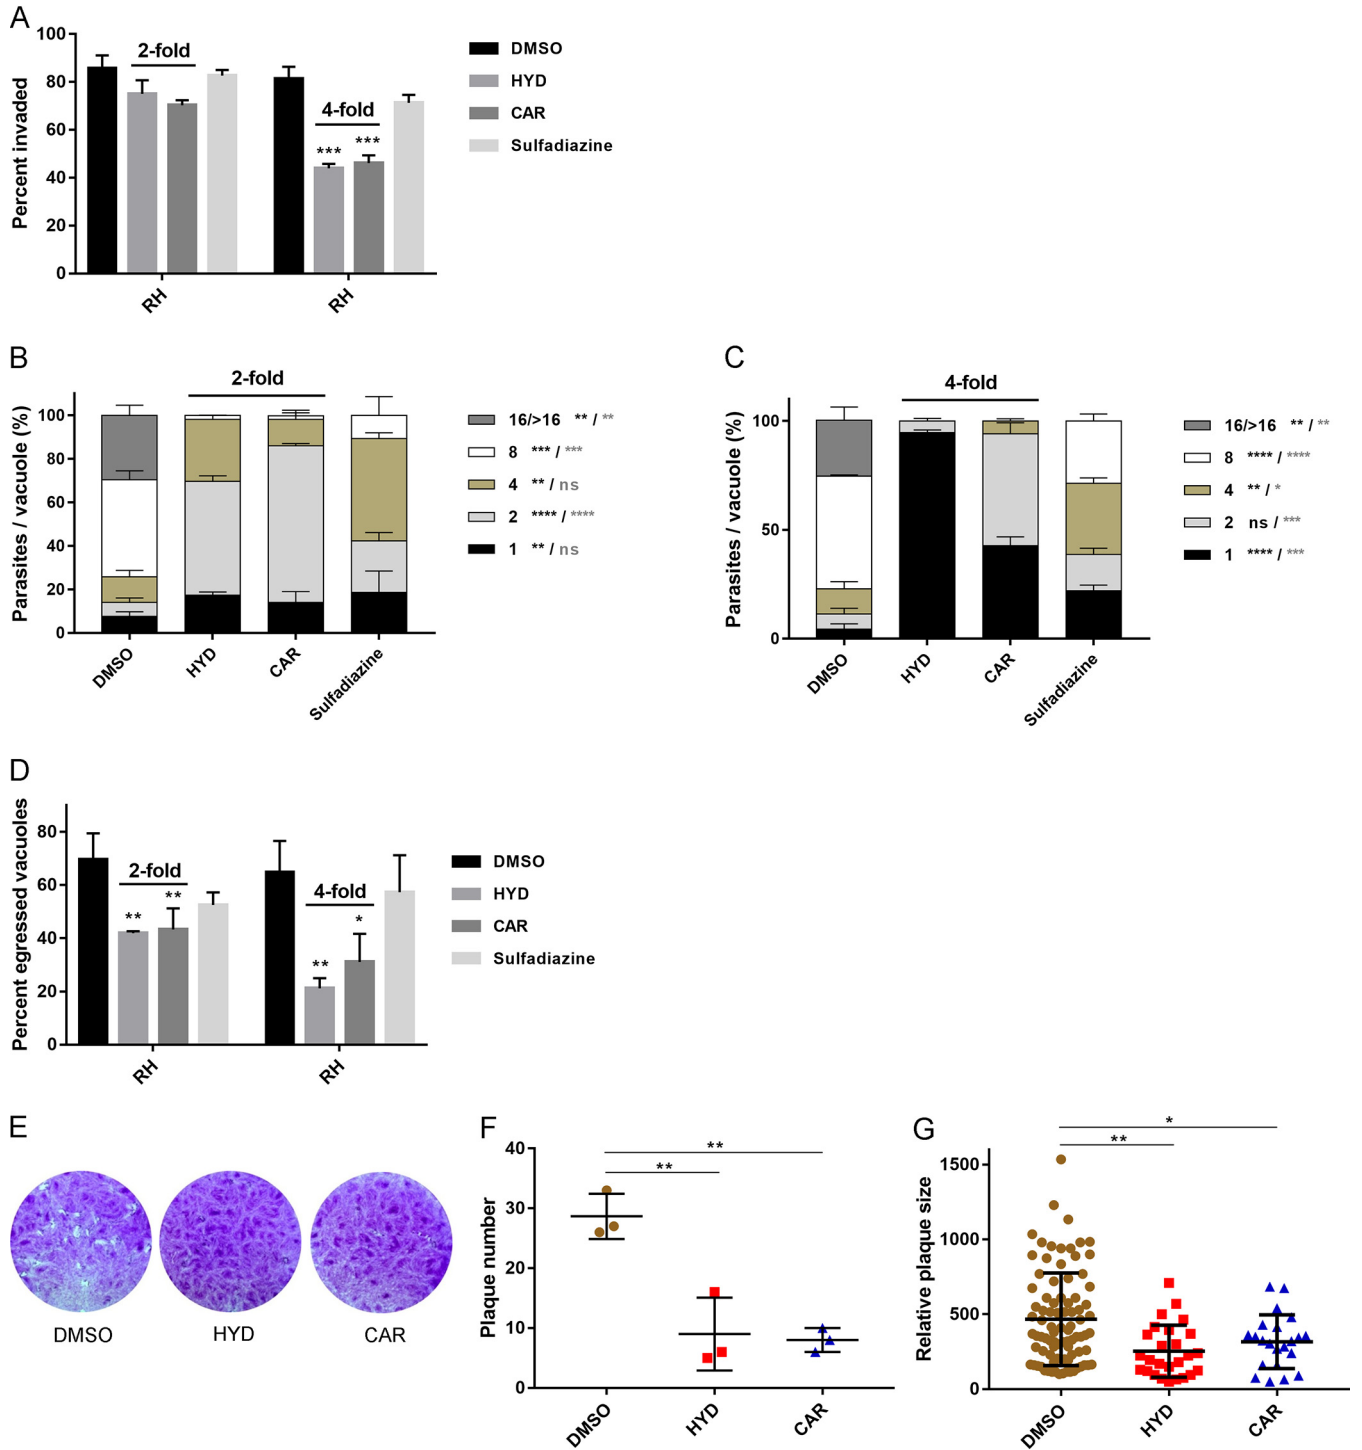 A
Percent invaded
100
80
60
40
20
0
2-fold
4-fold
***
***
RH
RH
DMSO
HYD
CAR
Sulfadiazine
B
Parasites / vacuole (%)
100
80
60
40
20
0
2-fold
DMSO
HYD
CAR
Sulfadiazine
16/>16 ** / **
8 *** / ***
4 ** / ns
2 **** / ****
1 ** / ns
C
Parasites / vacuole (%)
100
50
0
4-fold
DMSO
HYD
CAR
Sulfadiazine
16/>16 ** / **
8 **** / ****
4 ** / *
2 ns / ***
1 **** / ***
D
Percent egressed vacuoles
80
60
40
20
0
2-fold
**
**
4-fold
**
*
RH
RH
DMSO
HYD
CAR
Sulfadiazine
E
DMSO
HYD
CAR
F
Plaque number
40
30
20
10
0
**
**
DMSO
HYD
CAR
G
Relative plaque size
1500
1000
500
0
*
**
DMSO
HYD
CAR